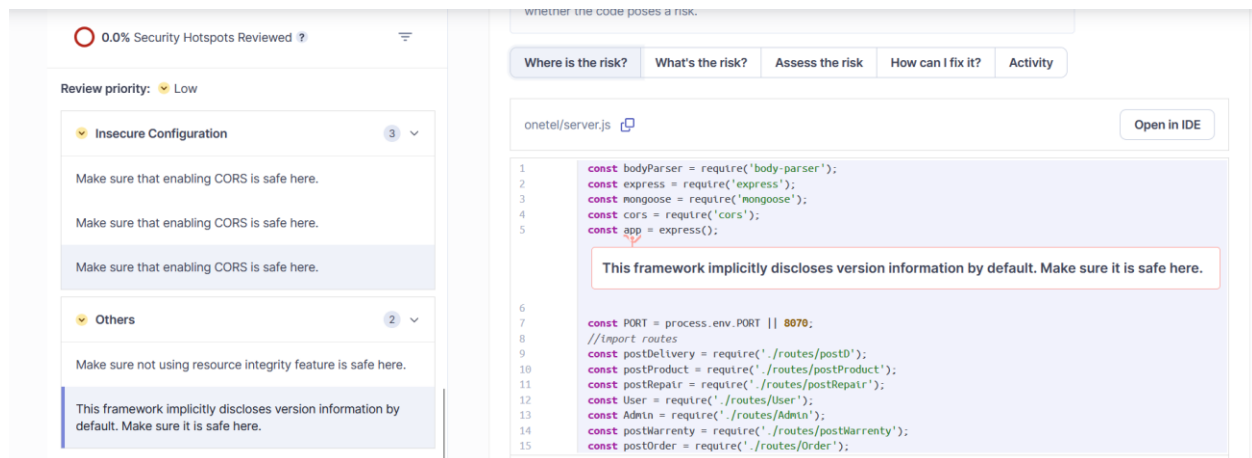 whether the code poses a risk.
0.0% Security Hotspots Reviewed ?
Where is the risk? What's the risk? Assess the risk How can I fix it? Activity
Review priority: Low
Insecure Configuration 3
Make sure that enabling CORS is safe here.
Make sure that enabling CORS is safe here.
Make sure that enabling CORS is safe here.
Others 2
Make sure not using resource integrity feature is safe here.
This framework implicitly discloses version information by
default. Make sure it is safe here.
onetel/server.js Open in IDE
1 const bodyParser = require('body-parser');
2 const express = require('express');
3 const mongoose = require('mongoose');
4 const cors = require('cors');
5 const app = express();
This framework implicitly discloses version information by default. Make sure it is safe here.
6
7 const PORT = process.env.PORT || 8070;
8 //import routes
9 const postDelivery = require('./routes/postD');
10 const postProduct = require('./routes/postProduct');
11 const postRepair = require('./routes/postRepair');
12 const User = require('./routes/User');
13 const Admin = require('./routes/Admin');
14 const postWarrenty = require('./routes/postWarrenty');
15 const postOrder = require('./routes/Order');